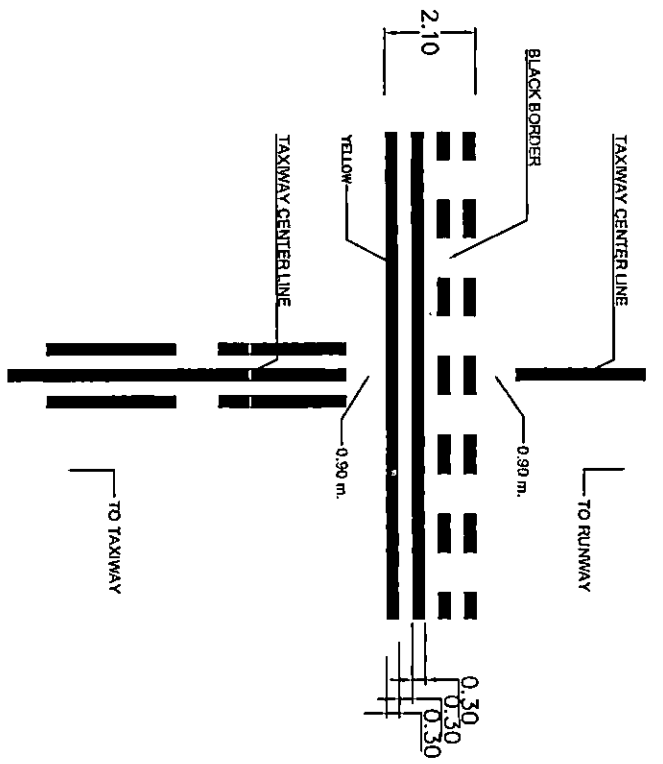 2.10
BLACK BORDER
TAXIWAY CENTER LINE
YELLOW
TAXIWAY CENTER LINE
0.90 m.
0.90 m.
TO RUNWAY
TO TAXIWAY
0.30
0.30
0.30